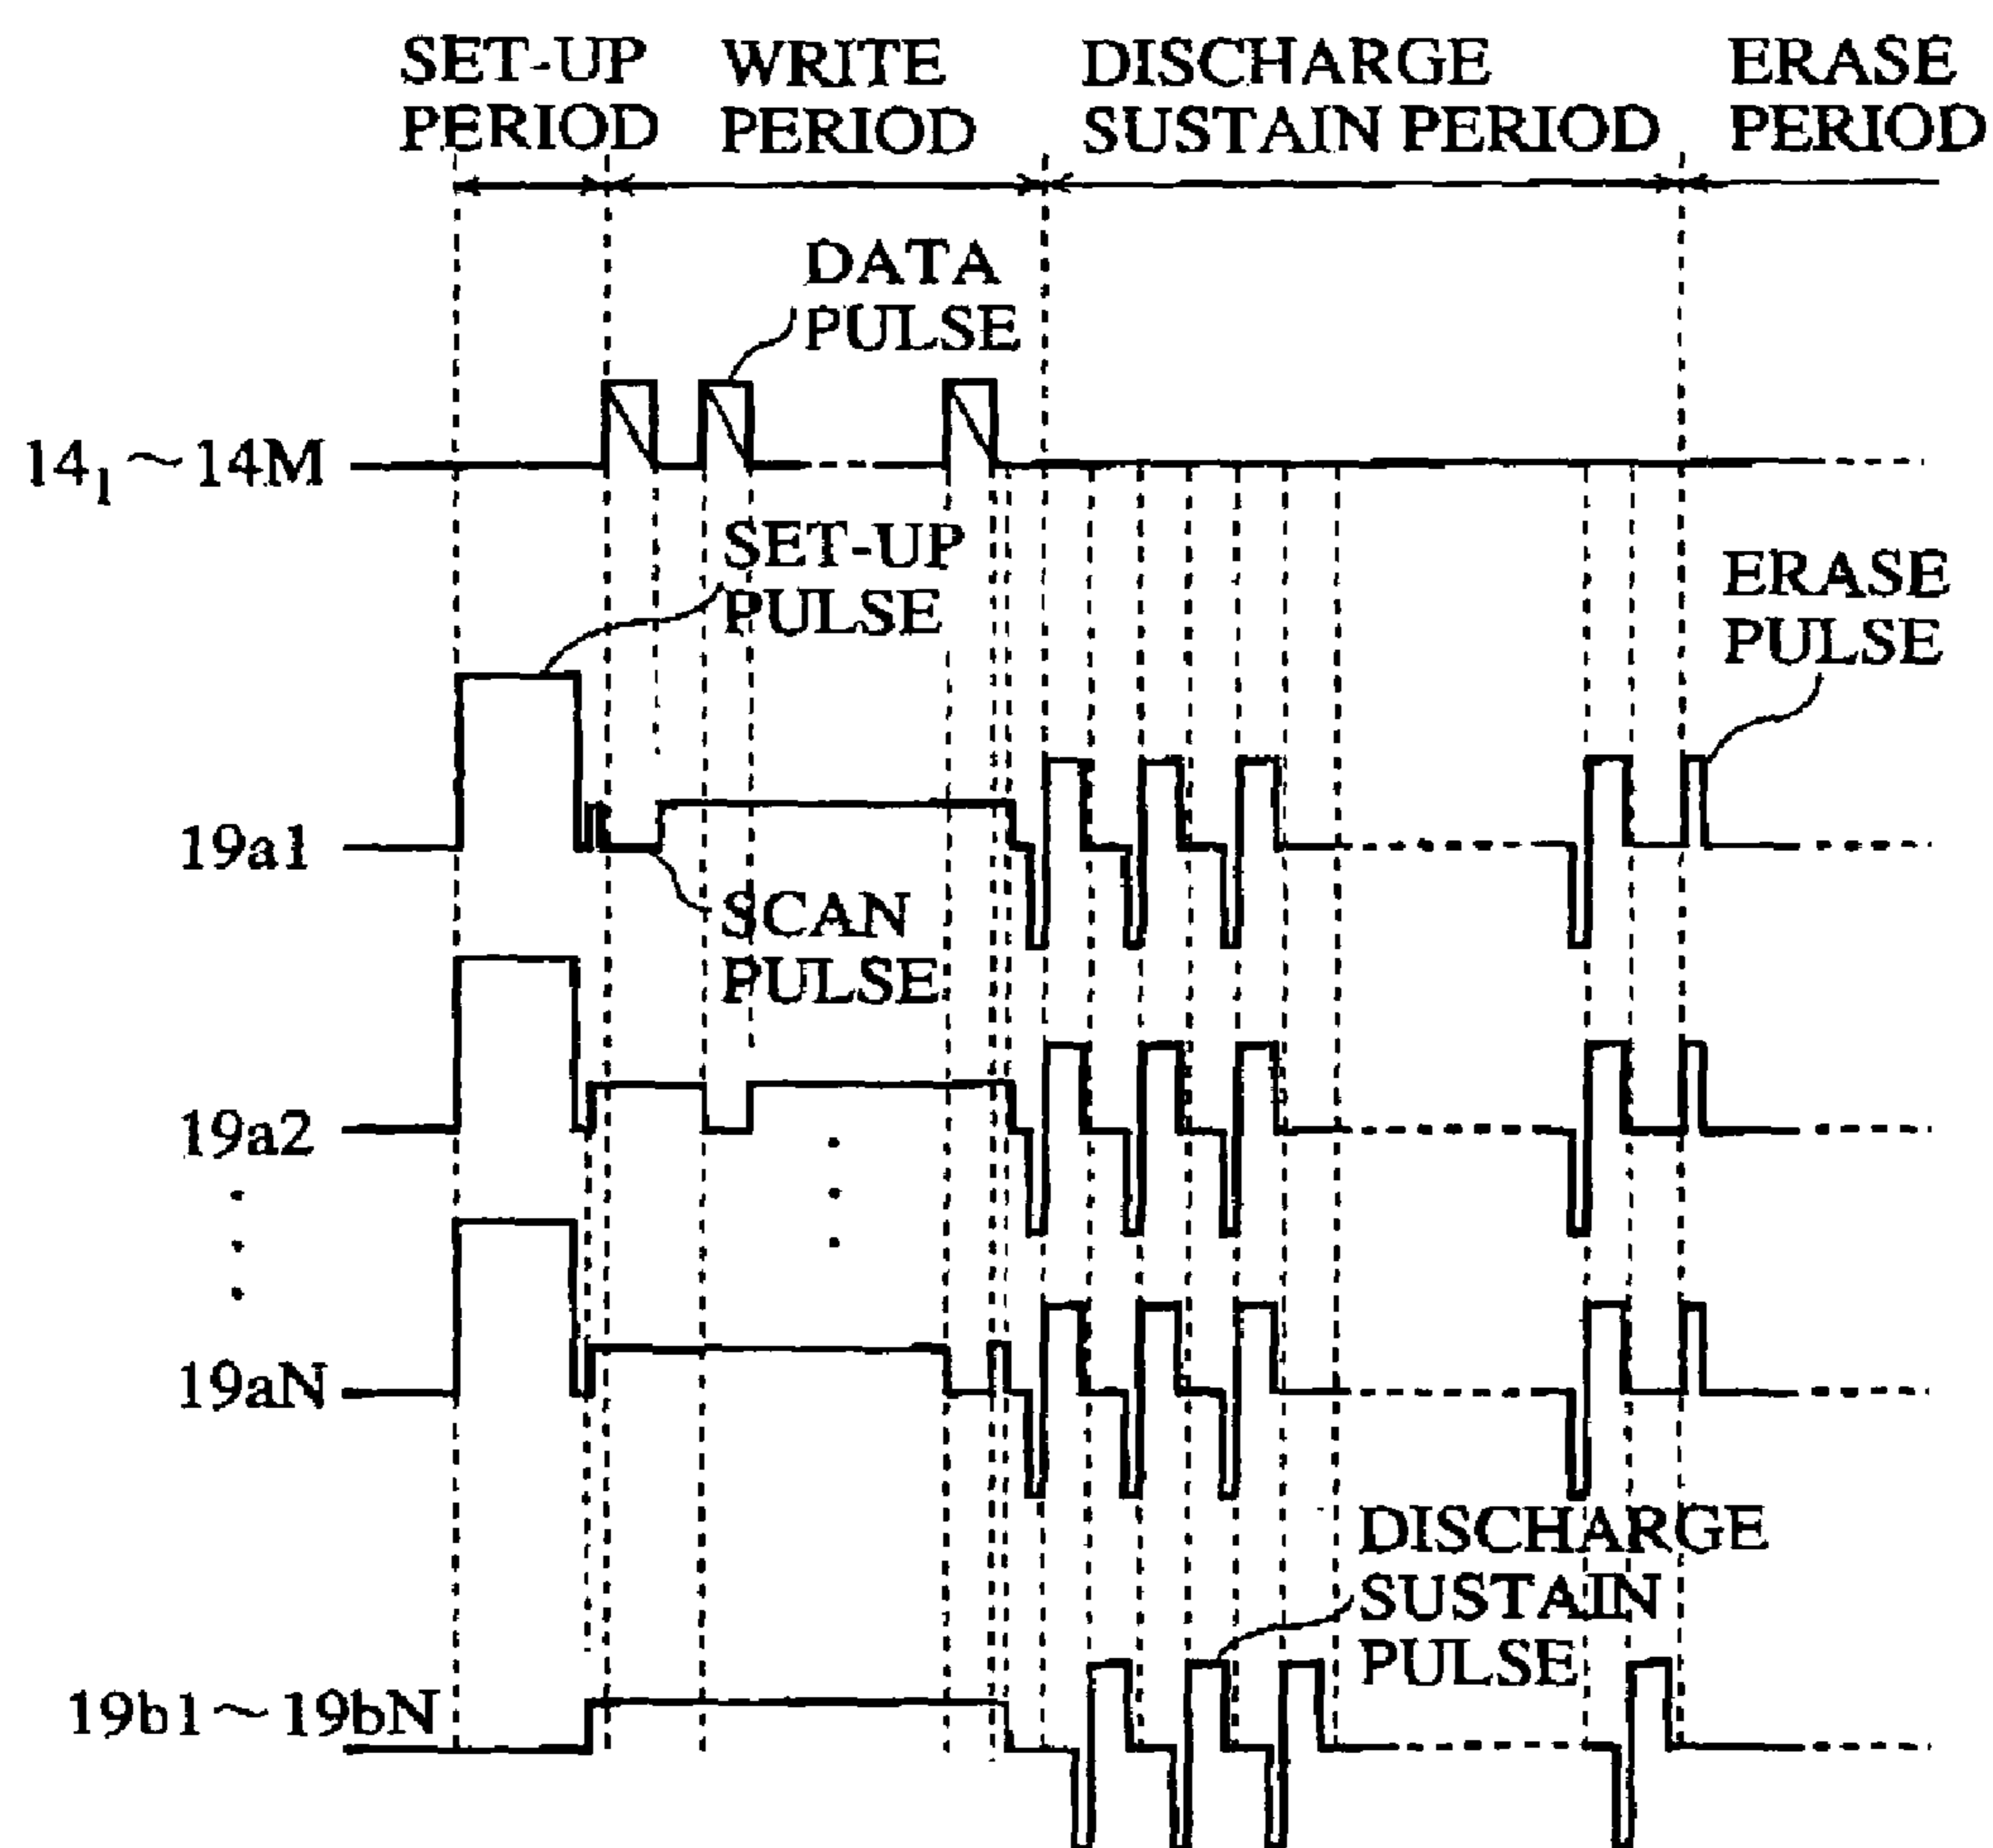 SET-UP
PERIOD
WRITE
PERIOD
DISCHARGE
SUSTAIN PERIOD
ERASE
PERIOD
DATA
PULSE
14₁～14M
SET-UP
PULSE
ERASE
PULSE
19a1
SCAN
PULSE
19a2
19aN
DISCHARGE
SUSTAIN
PULSE
19b1～19bN